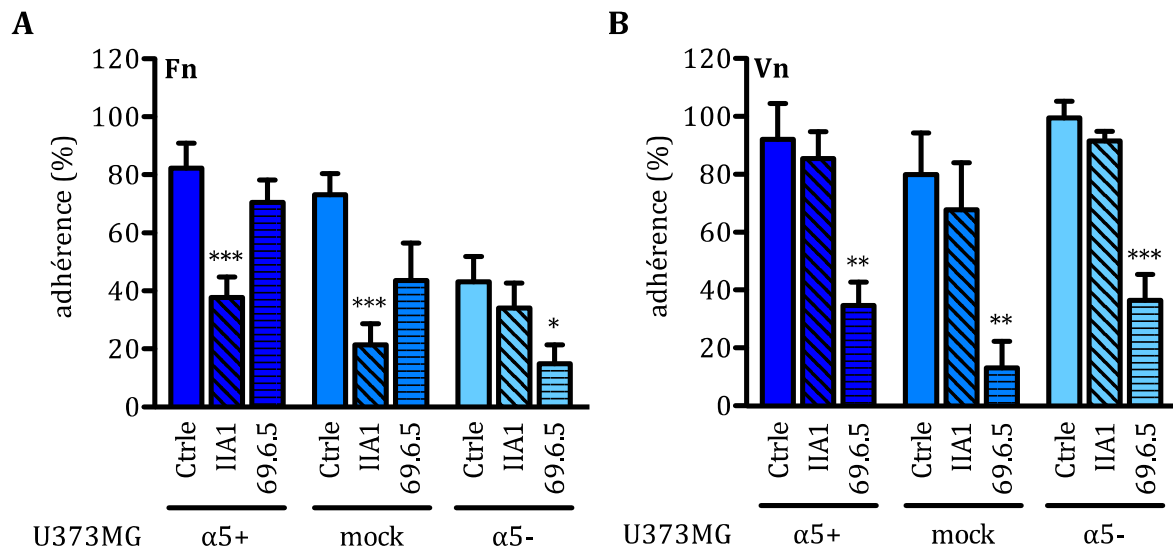 A
Fn
adhérence (%)
120
100
80
60
40
20
0
***
***
*
Ctrle IIA1 69.6.5 Ctrle IIA1 69.6.5 Ctrle IIA1 69.6.5
U373MG α5+ mock α5-
B
Vn
adhérence (%)
120
100
80
60
40
20
0
**
**
***
Ctrle IIA1 69.6.5 Ctrle IIA1 69.6.5 Ctrle IIA1 69.6.5
U373MG α5+ mock α5-